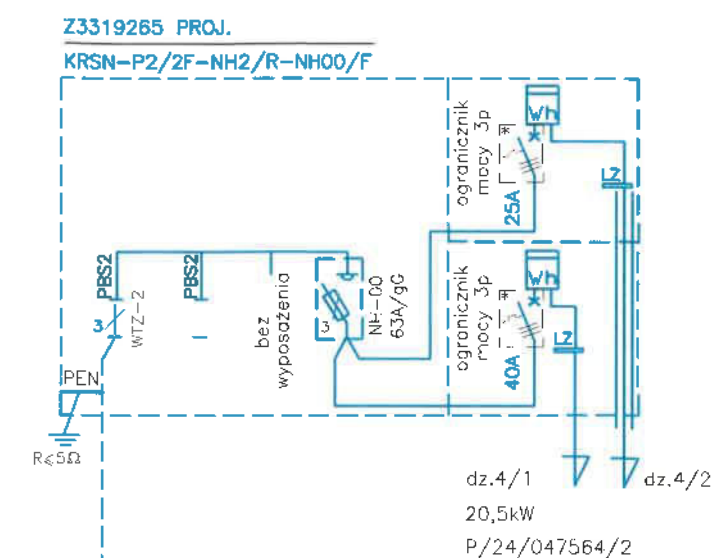 Z3319265 PROJ.
KRSN-P2/2F-NH2/R-NH00/F
ogranicznik
mocy 3p
[*]
25A
Wh
LZ
PBS2
3
WTZ-2
PBS2
bez
wyposażenia
3
NH-00
63A/gG
ogranicznik
mocy 3p
[*]
40A
Wh
LZ
PEN
R≤5Ω
dz.4/1
20,5kW
P/24/047564/2
dz.4/2